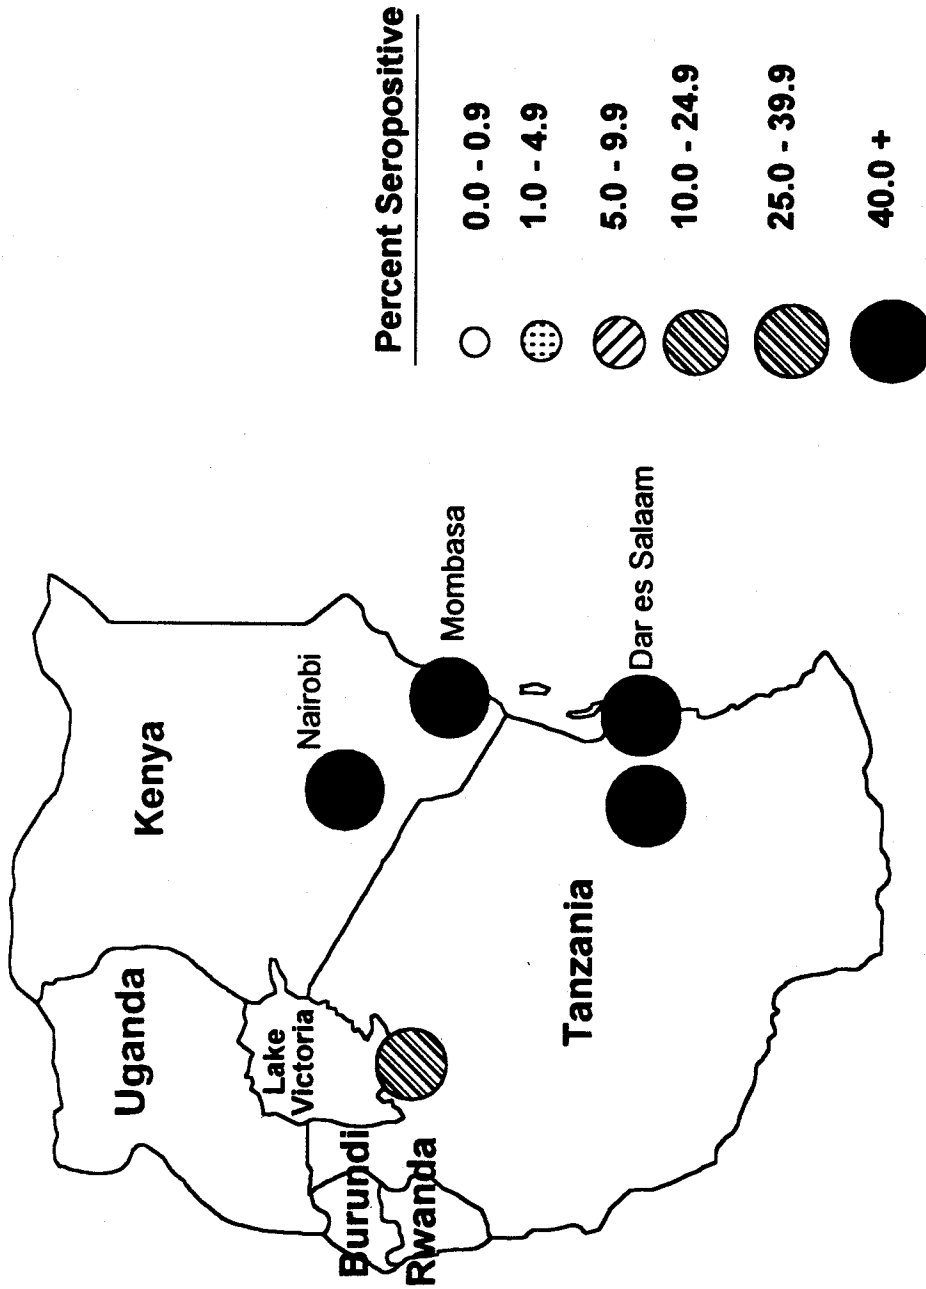 Uganda
Kenya
Nairobi
Lake
Victoria
Burundi
Rwanda
Mombasa
Tanzania
Dar es Salaam
Percent Seropositive
0.0 - 0.9
1.0 - 4.9
5.0 - 9.9
10.0 - 24.9
25.0 - 39.9
40.0 +